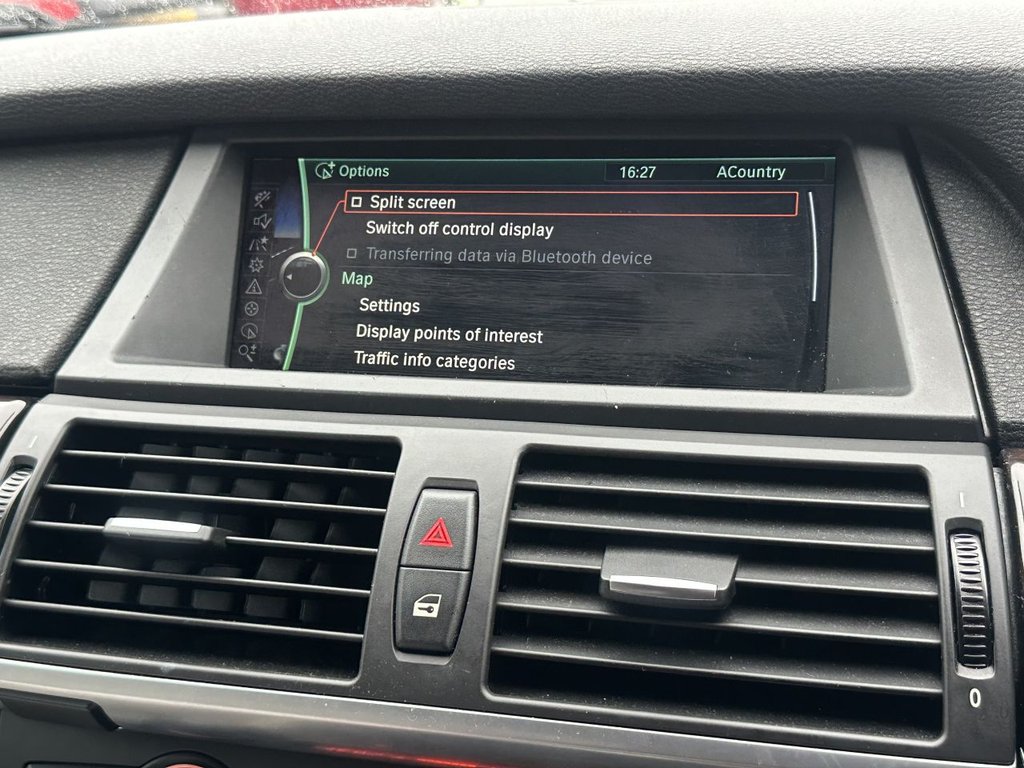 Options 16:27 ACountry
Split screen
Switch off control display
Transferring data via Bluetooth device
Map
Settings
Display points of interest
Traffic info categories
0